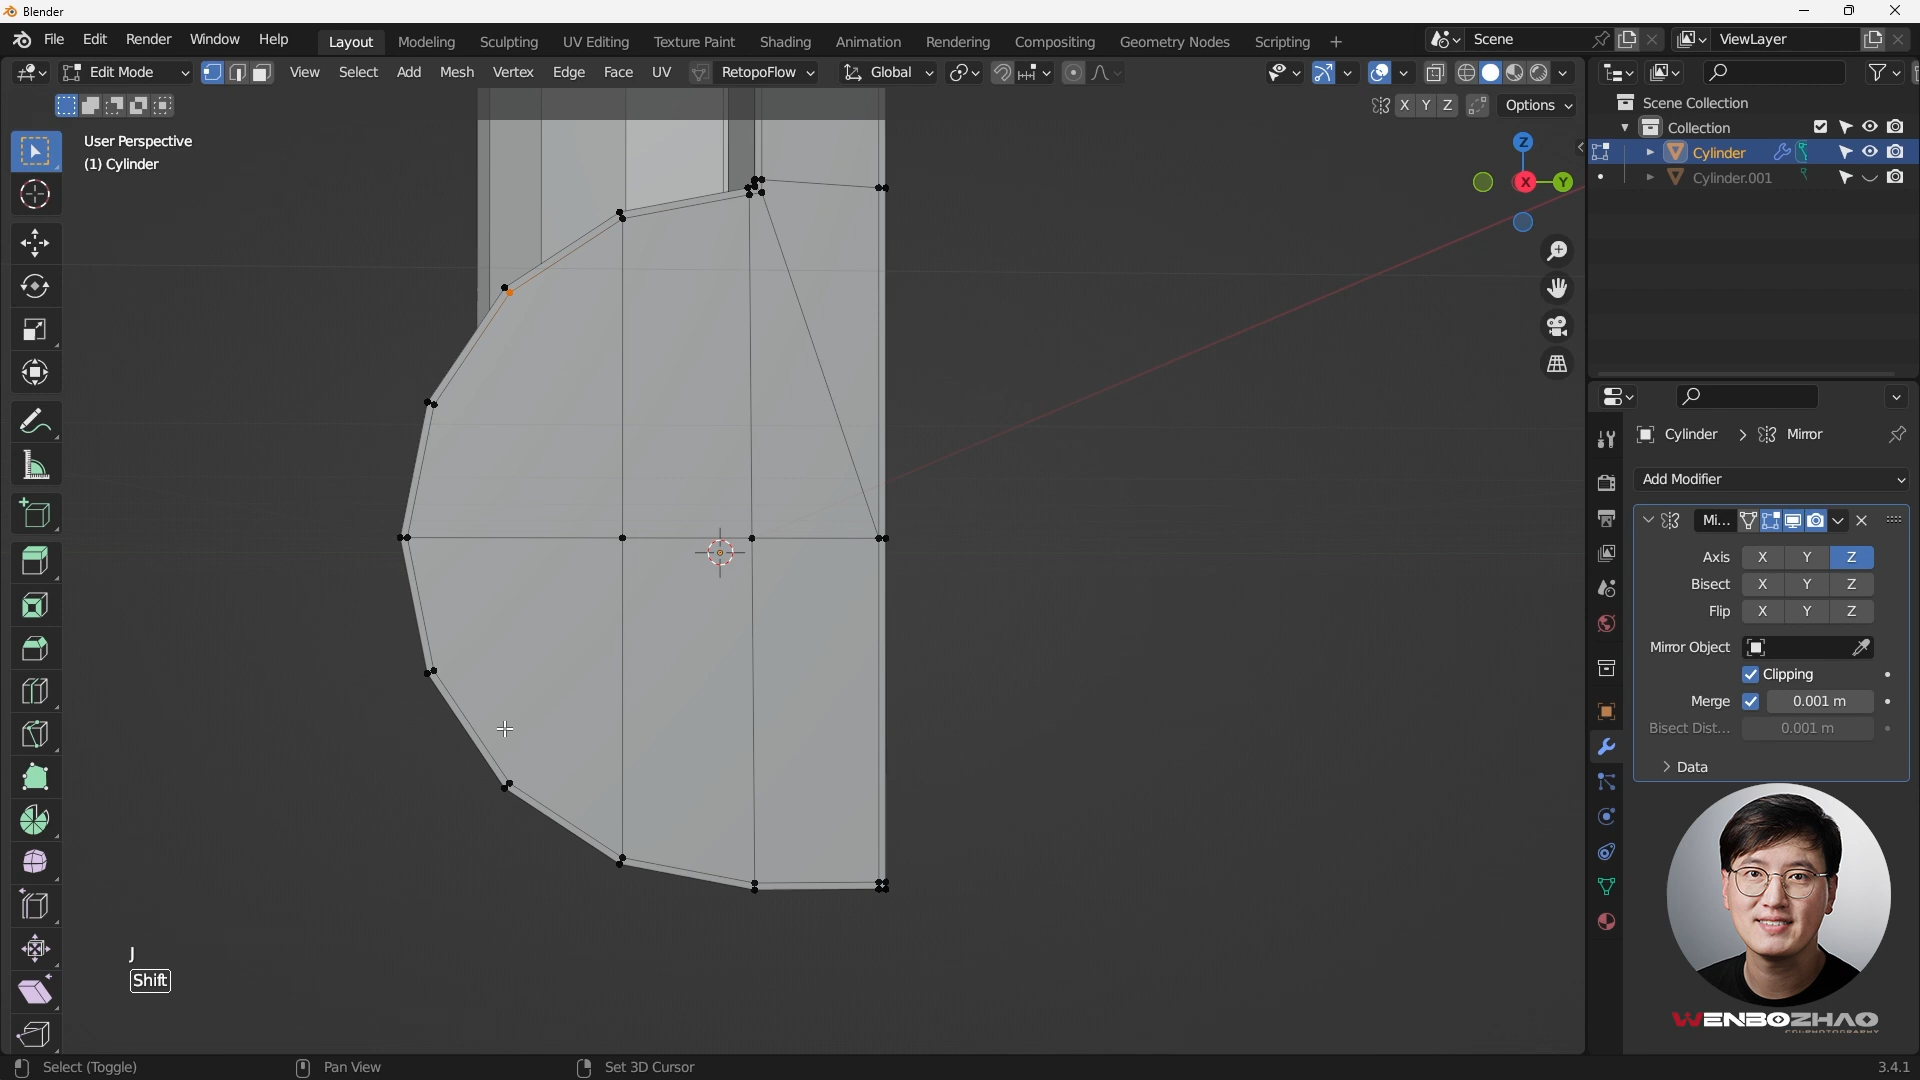 Blender
File Edit Render Window Help
Layout Modeling Sculpting UV Editing Texture Paint Shading Animation Rendering Compositing Geometry Nodes Scripting +
Scene
ViewLayer
Edit Mode
View Select Add Mesh Vertex Edge Face UV
RetopoFlow
Global
X Y Z
Options
User Perspective
(1) Cylinder
Z
X
Y
Scene Collection
Collection
Cylinder
Cylinder.001
Cylinder > Mirror
Add Modifier
Mi...
Axis X Y Z
Bisect X Y Z
Flip X Y Z
Mirror Object
Clipping
Merge 0.001 m
Bisect Dist... 0.001 m
> Data
J
Shift
WENBOZHAO
Select (Toggle)
Pan View
Set 3D Cursor
3.4.1